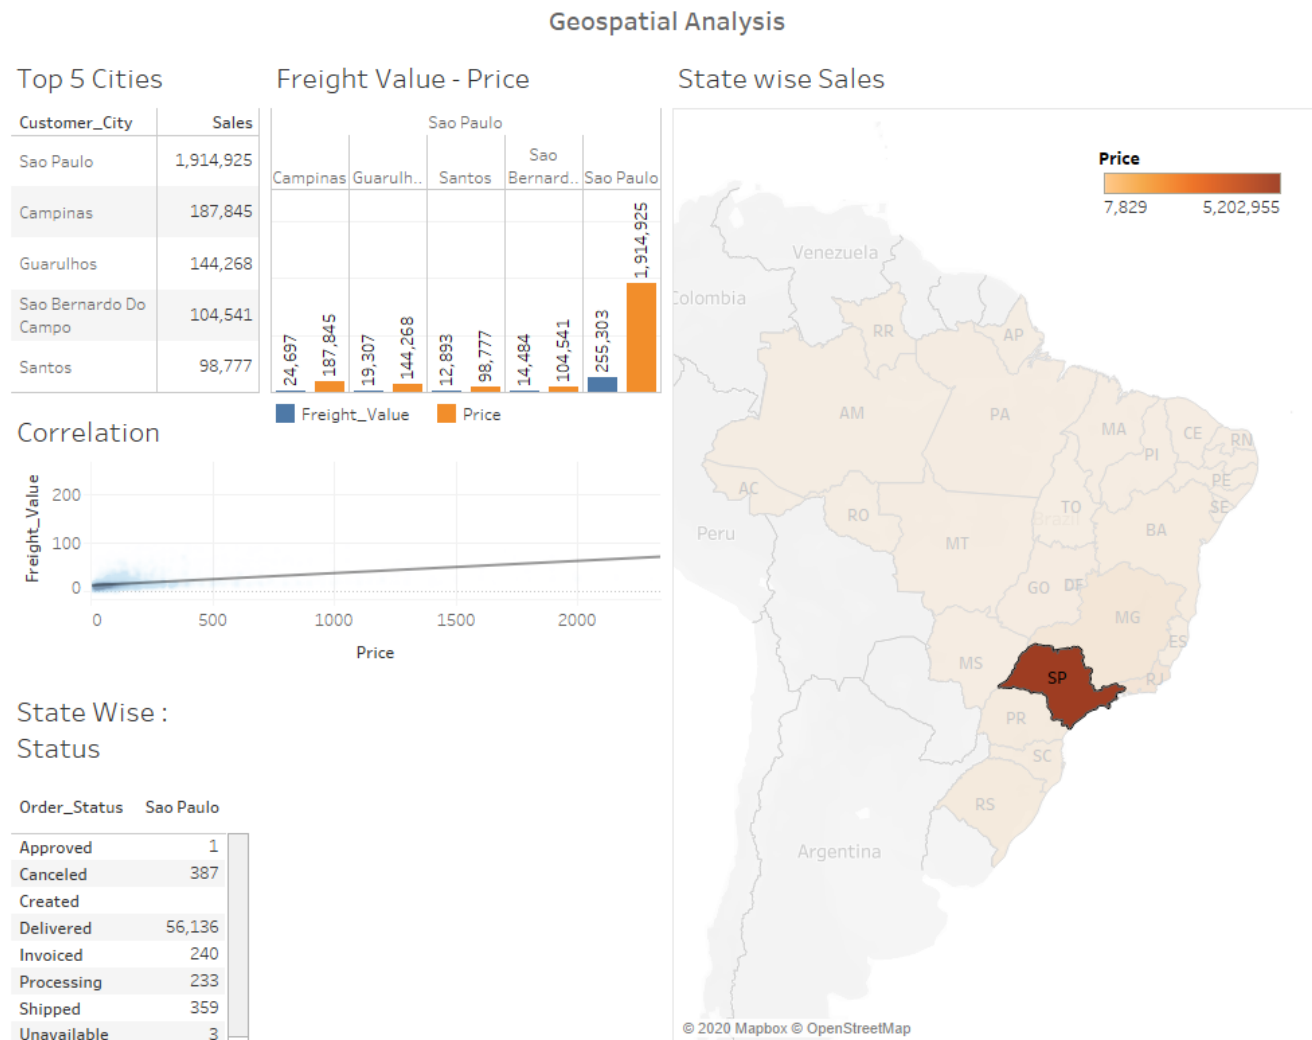 Geospatial Analysis
Top 5 Cities
Customer_City Sales
Sao Paulo 1,914,925
Campinas 187,845
Guarulhos 144,268
Sao Bernardo Do
Campo 104,541
Santos 98,777
Freight Value - Price
Sao Paulo
Campinas Guarulh.. Santos Sao
Bernard.. Sao Paulo
24,697 187,845 19,307 144,268 12,893 98,777 14,484 104,541 255,303 1,914,925
Freight_Value Price
Correlation
Freight_Value
200
100
0
0 500 1000 1500 2000
Price
State Wise :
Status
Order_Status Sao Paulo
Approved 1
Canceled 387
Created
Delivered 56,136
Invoiced 240
Processing 233
Shipped 359
Unavailable 3
State wise Sales
Price
7,829 5,202,955
Venezuela
Colombia
RR
AP
AM
PA
MA
CE
RN
PI
PE
AC
TO
SE
RO
Brazil
BA
Peru
MT
GO
DF
MG
ES
MS
SP
RJ
PR
SC
RS
Argentina
© 2020 Mapbox © OpenStreetMap